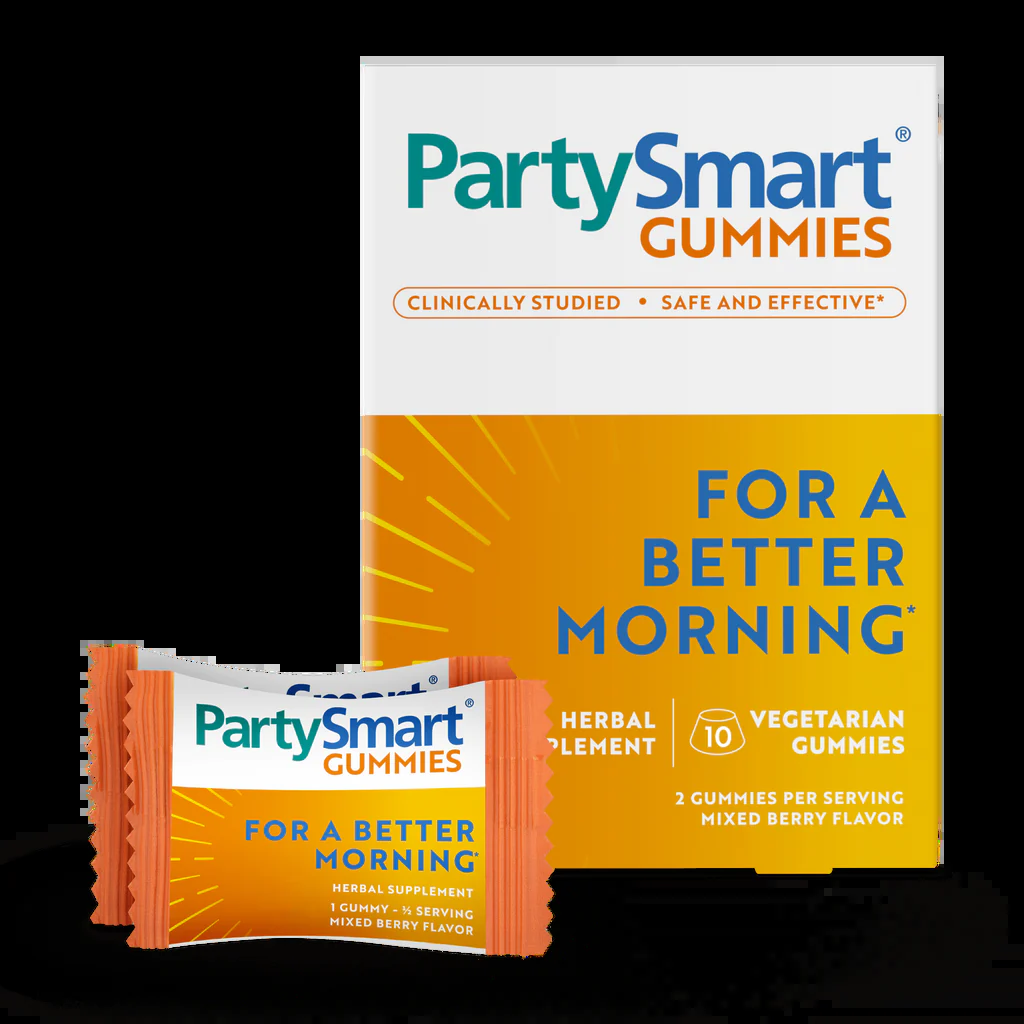 PartySmart®
GUMMIES
CLINICALLY STUDIED • SAFE AND EFFECTIVE*
FOR A
BETTER
MORNING*
HERBAL
PLEMENT
10
VEGETARIAN
GUMMIES
2 GUMMIES PER SERVING
MIXED BERRY FLAVOR
PartySmart®
GUMMIES
FOR A BETTER
MORNING*
HERBAL SUPPLEMENT
1 GUMMY - ½ SERVING
MIXED BERRY FLAVOR